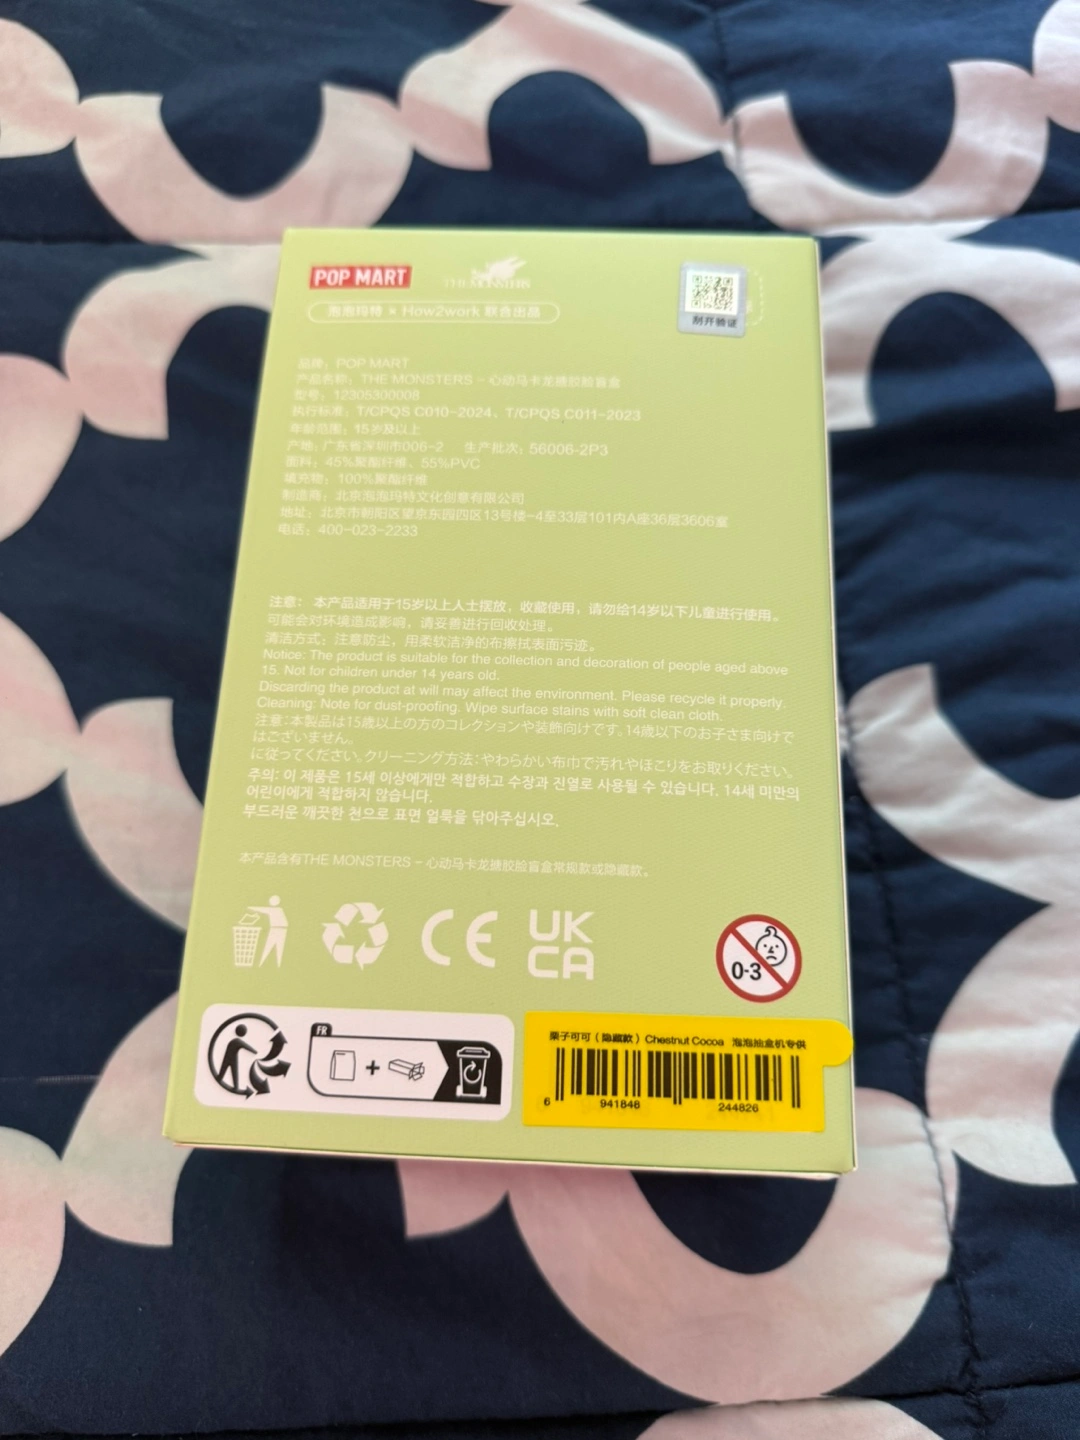 POP MART
THE MONSTERS
泡泡玛特 × How2work 联合出品
刮开验证
品牌：POP MART
产品名称：THE MONSTERS – 心动马卡龙搪胶脸盲盒
型号：12305300008
执行标准：T/CPQS C010-2024、T/CPQS C011-2023
年龄范围：15岁及以上
产地：广东省深圳市006-2 生产批次：56006-2P3
面料：45%聚酯纤维、55%PVC
填充物：100%聚酯纤维
制造商：北京泡泡玛特文化创意有限公司
地址：北京市朝阳区望京东园四区13号楼-4至33层101内A座36层3606室
电话：400-023-2233
注意： 本产品适用于15岁以上人士摆放，收藏使用，请勿给14岁以下儿童进行使用。
可能会对环境造成影响，请妥善进行回收处理。
清洁方式：注意防尘，用柔软洁净的布擦拭表面污迹。
Notice: The product is suitable for the collection and decoration of people aged above
15. Not for children under 14 years old.
Discarding the product at will may affect the environment. Please recycle it properly.
Cleaning: Note for dust-proofing. Wipe surface stains with soft clean cloth.
注意：本製品は15歳以上の方のコレクションや装飾向けです。14歳以下のお子さま向けで
はございません。
に従ってください。クリーニング方法：やわらかい布巾で汚れやほこりをお取りください。
주의: 이 제품은 15세 이상에게만 적합하고 수장과 진열로 사용될 수 있습니다. 14세 미만의
어린이에게 적합하지 않습니다.
부드러운 깨끗한 천으로 표면 얼룩을 닦아주십시오.
本产品含有THE MONSTERS – 心动马卡龙搪胶脸盲盒常规款或隐藏款。
CE
UK
CA
0-3
FR
+
栗子可可（隐藏款）Chestnut Cocoa 泡泡抽盒机专供
6 941848 244826